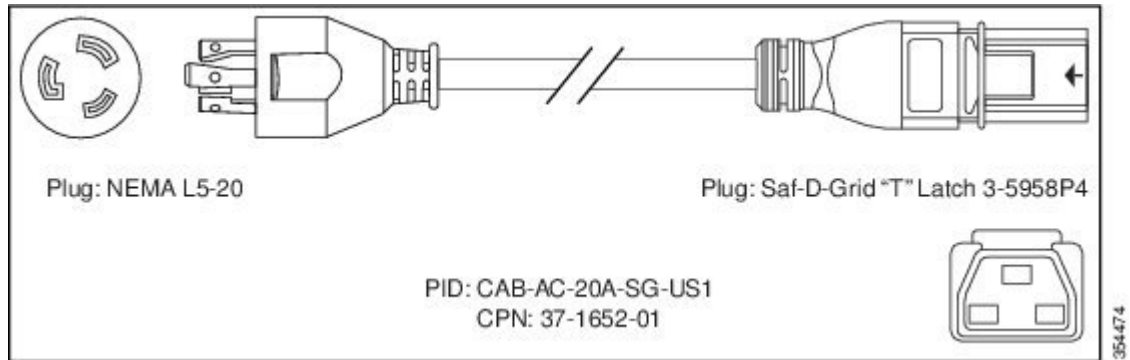 Plug: NEMA L5-20
Plug: Saf-D-Grid “T” Latch 3-5958P4
PID: CAB-AC-20A-SG-US1
CPN: 37-1652-01
354474